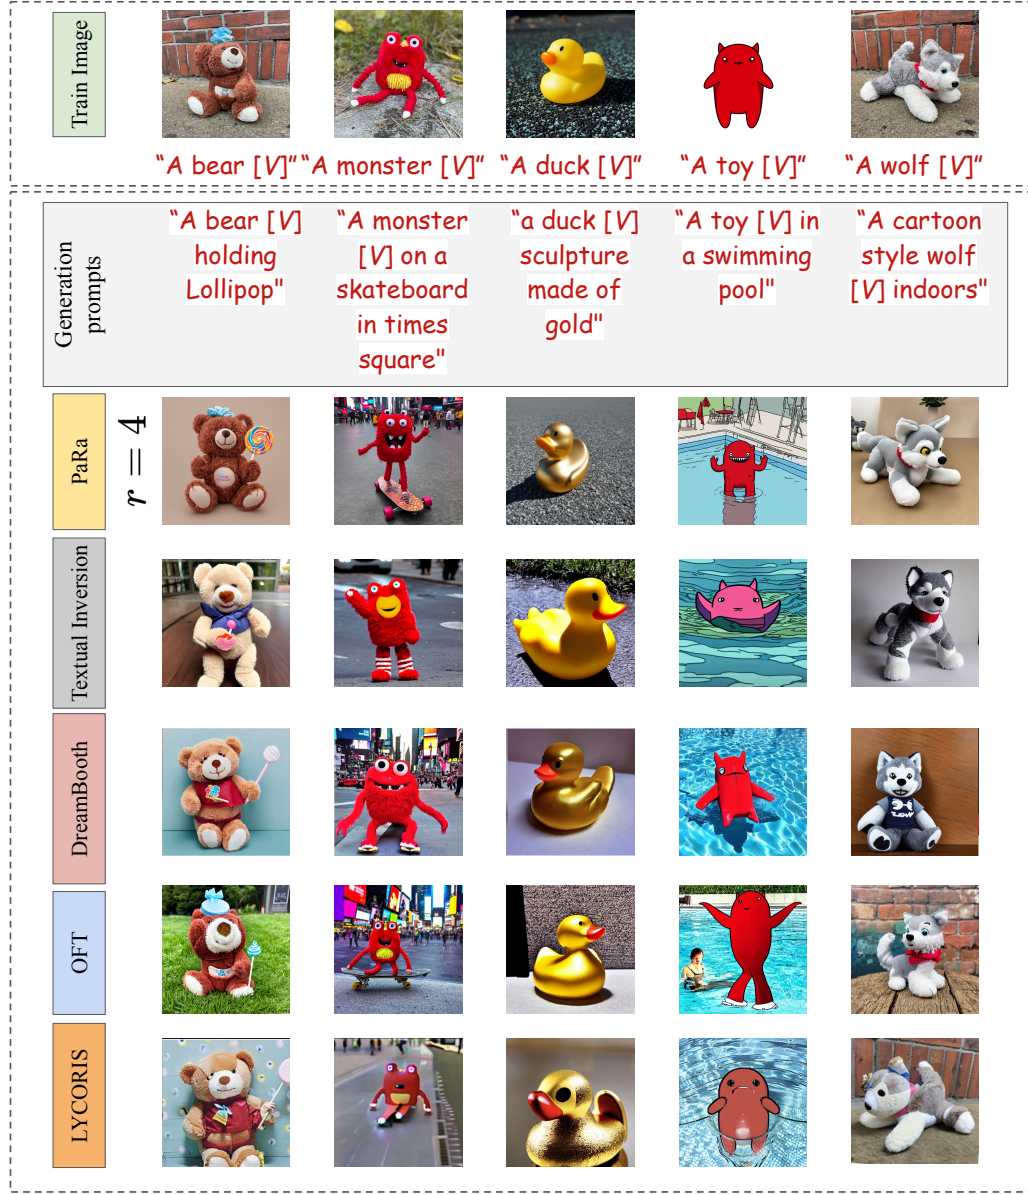 Train Image
“A bear [V]” “A monster [V]” “A duck [V]” “A toy [V]” “A wolf [V]”
Generation
prompts
“A bear [V]
holding
Lollipop"
“A monster
[V] on a
skateboard
in times
square"
“a duck [V]
sculpture
made of
gold"
“A toy [V] in
a swimming
pool"
“A cartoon
style wolf
[V] indoors"
PaRa
r = 4
Textual Inversion
DreamBooth
OFT
LYCORIS